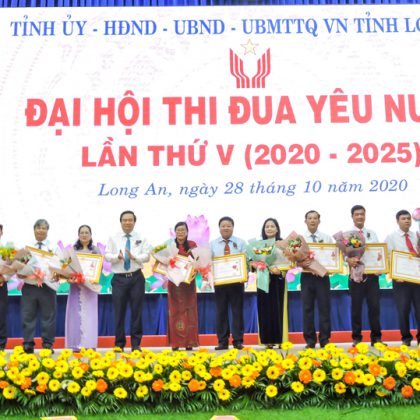 TỈNH ỦY - HĐND - UBND - UBMTTQ VN TỈNH LO
ĐẠI HỘI THI ĐUA YÊU NU
LẦN THỨ V (2020 - 2025)
Long An, ngày 28 tháng 10 năm 2020